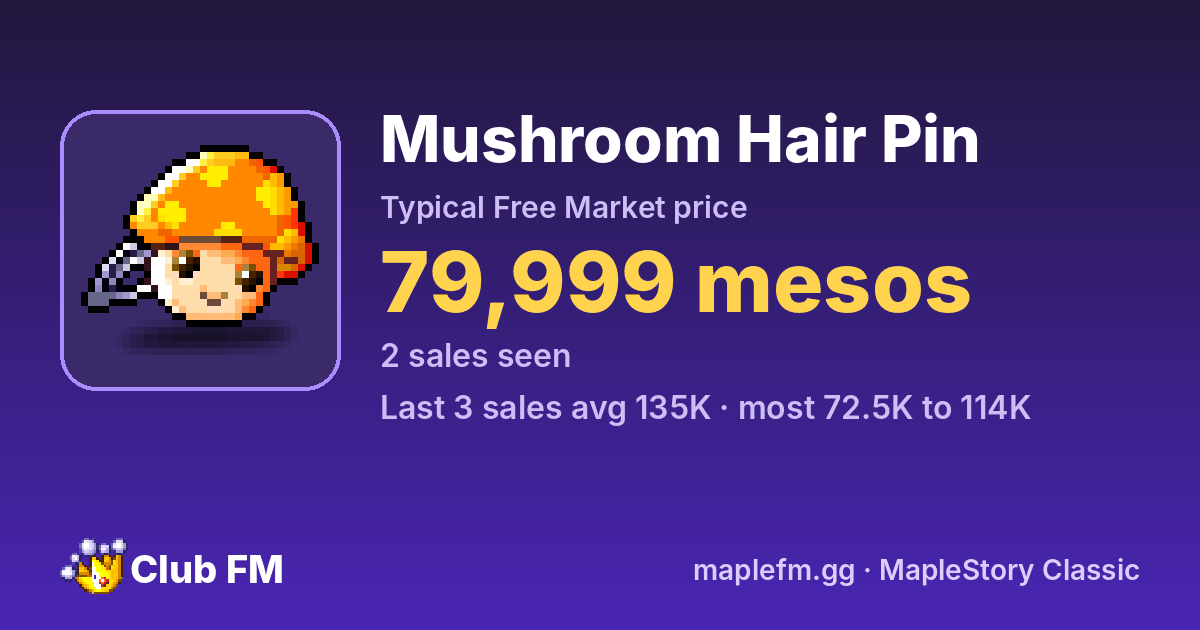 Mushroom Hair Pin
Typical Free Market price
79,999 mesos
2 sales seen
Last 3 sales avg 135K · most 72.5K to 114K
Club FM
maplefm.gg · MapleStory Classic